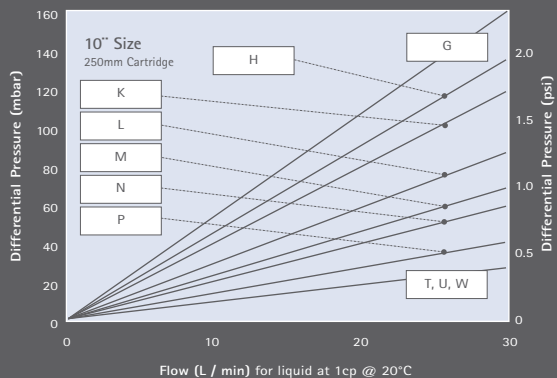 160
140
120
100
80
60
40
20
0
Differential Pressure (mbar)
10¨ Size
250mm Cartridge
H
G
K
L
M
N
P
T, U, W
2.0
1.5
1.0
0.5
0
Differential Pressure (psi)
0
10
20
30
Flow (L / min) for liquid at 1cp @ 20°C